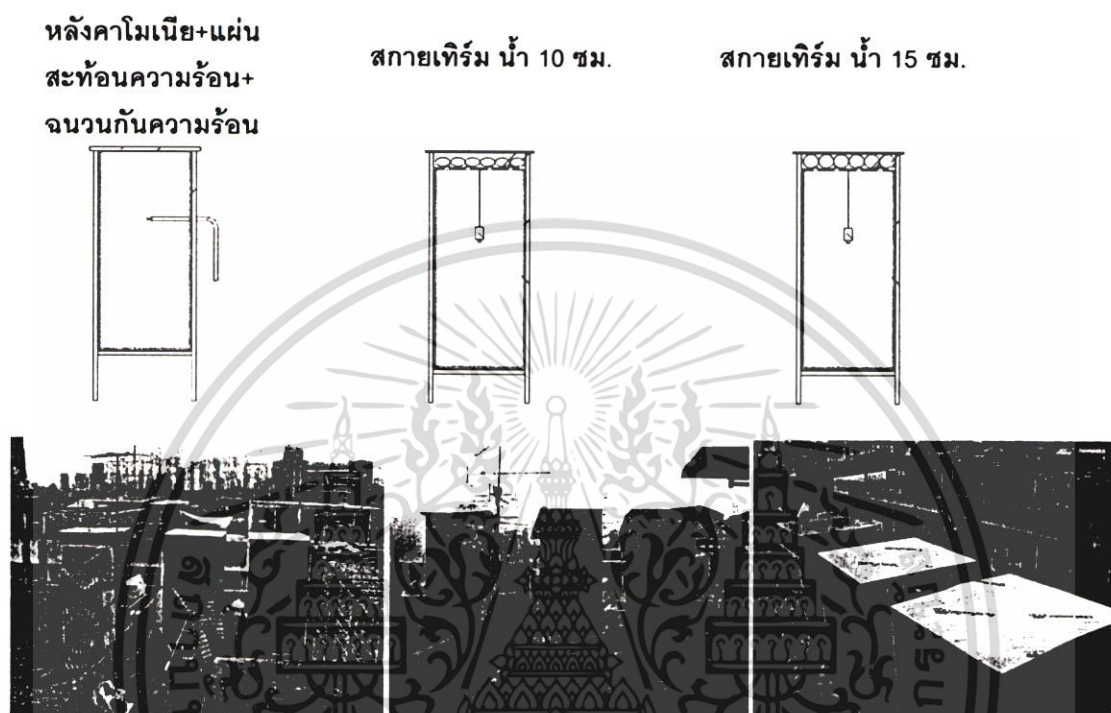 หลังคาโมเนีย+แผ่น
สะท้อนความร้อน+
ฉนวนกันความร้อน
สกายเทิร์ม น้ำ 10 ซม.
สกายเทิร์ม น้ำ 15 ซม.